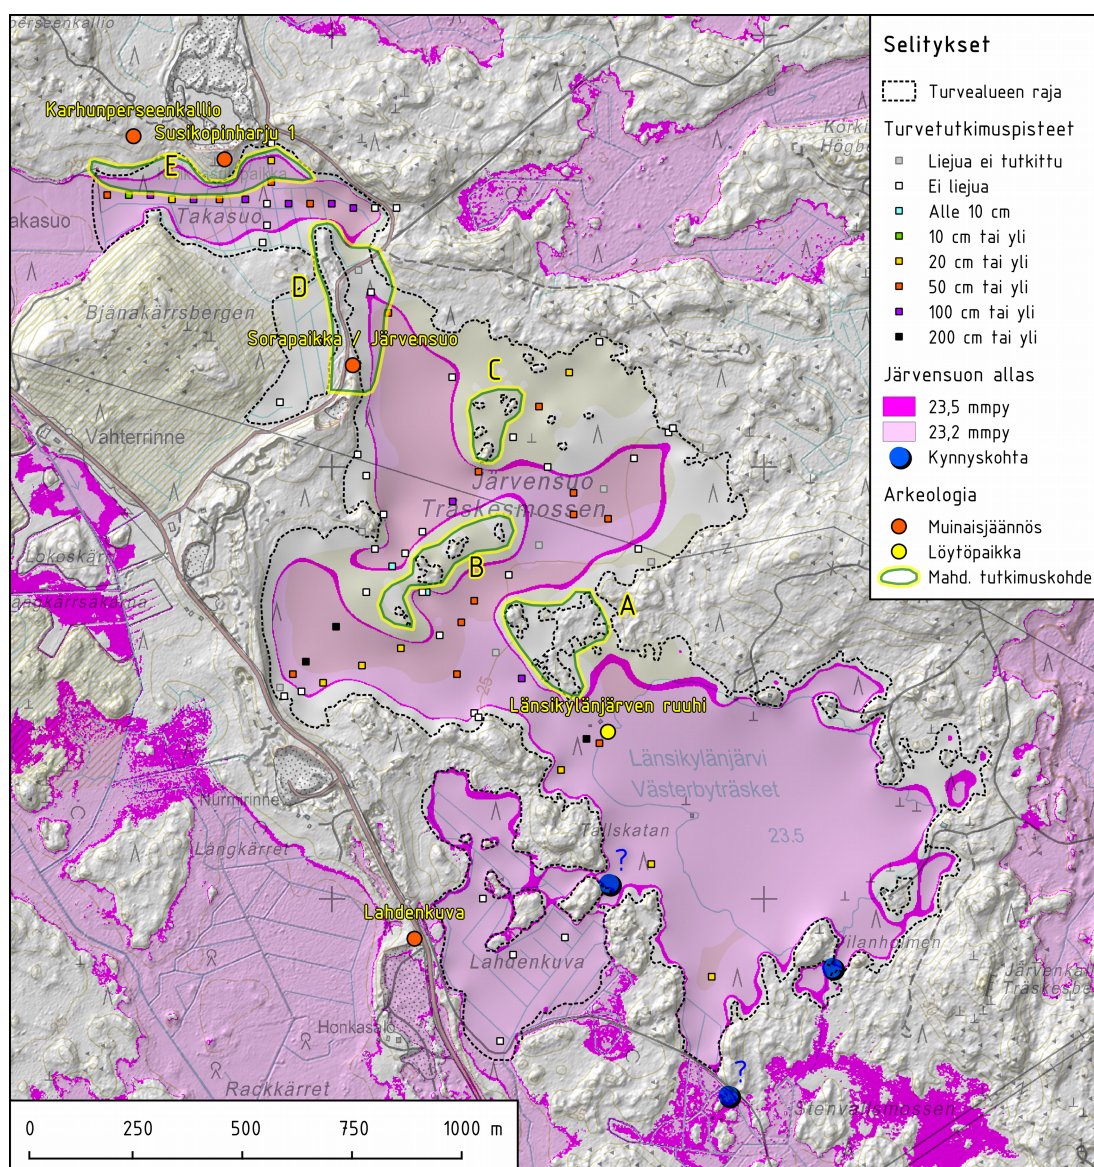 perseenkallio
Karhunperseenkallio
Susikopinharju 1
E
Takasuo
akasuo
D
Bjänakärrsbergen
Sorapaikka / Järvensuo
C
Vahterrinne
Järvensuo
Träskesmossen
B
A
25
Länsikylänjärven ruuhi
Länsikylänjärvi
Västerbyträsket
23.5
Tallskatan
Nurmirinne
Långkärret
?
Lahdenkuva
Lahdenkuva
Honkasalo
Rackkärret
?
Stenvallsmossen
Selitykset
Turvealueen raja
Turvetutkimuspisteet
Liejua ei tutkittu
Ei liejua
Alle 10 cm
10 cm tai yli
20 cm tai yli
50 cm tai yli
100 cm tai yli
200 cm tai yli
Järvensuon allas
23,5 mmpy
23,2 mmpy
Kynnyskohta
Arkeologia
Muinaisjäännös
Löytöpaikka
Mahd. tutkimuskohde
0 250 500 750 1000 m